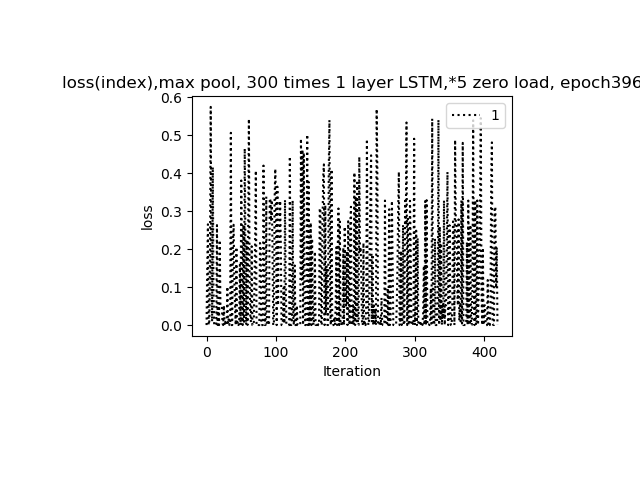 loss(index),max pool, 300 times 1 layer LSTM,*5 zero load, epoch396
0.6
0.5
0.4
0.3
0.2
0.1
0.0
loss
1
0 100 200 300 400
Iteration